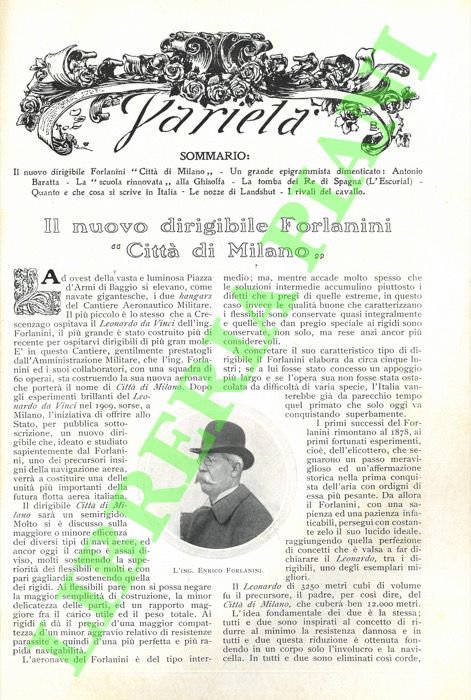 Varietà
SOMMARIO:
Il nuovo dirigibile Forlanini "Città di Milano„ - Un grande epigrammista dimenticato: Antonio
Baratta - La "scuola rinnovata„ alla Ghisolfa - La tomba dei Re di Spagna (L'Escurial) -
Quanto e che cosa si scrive in Italia - Le nozze di Landshut - I rivali del cavallo.
Il nuovo dirigibile Forlanini
"Città di Milano„
Ad ovest della vasta e luminosa Piazza
d'Armi di Baggio si elevano, come
navate gigantesche, i due hangars
del Cantiere Aeronautico Militare.
Il più piccolo è lo stesso che a Cre-
scenzago ospitava il Leonardo da Vinci dell'ing.
Forlanini, il più grande è stato costruito più di
recente per ospitarvi dirigibili di più gran mole.
E' in questo Cantiere, gentilmente prestatogli
dall'Amministrazione Militare, che l'ing. Forla-
nini ed i suoi collaboratori, con una squadra di
60 operai, sta costruendo la sua nuova aeronave
che porterà il nome di Città di Milano. Dopo
gli esperimenti brillanti del Leo-
nardo da Vinci nel 1909, sorse, a
Milano, l'iniziativa di offrire allo
Stato, per pubblica sotto-
scrizione, un nuovo diri-
gibile che, ideato e studiato
sapientemente dal Forlani-
ni, uno dei precursori insi-
gni della navigazione aerea,
verrà a costituire una delle
unità più importanti della
futura flotta aerea italiana.
Il dirigibile Città di Mi-
lano sarà un semirigido.
Molto si è discusso sulla
maggiore o minore efficenza
dei diversi tipi di navi aeree ed
ancor oggi il campo è assai di-
viso, molti sostenendo la supe-
riorità dei flessibili e molti ep-
pari gagliardia sostenendo quella
dei rigidi. Ai flessibili pare non si possa negare
la maggior semplicità di costruzione, la minor
delicatezza delle parti, ed un rapporto mag-
giore fra il carico utile ed il peso totale. Ai
rigidi dà il pregio d'una maggior compat-
tezza, d'un minor aggravio relativo di resistenze
parassite e quindi d'una più perfetta e più ra-
pida navigabilità.
L'aeronave del Forlanini è del tipo inter-
medio; ma, mentre accade molto spesso che
le soluzioni intermedie accumulino piuttosto i
difetti che i pregi di quelle estreme, in questo
caso invece le qualità buone che caratterizzano
i flessibili son conservate quasi integralmente
e quelle che dan pregio speciale ai rigidi sono
conservate, non solo, ma rese anzi ancor più
considerevoli.
A concretare il suo caratteristico tipo di di-
rigibile il Forlanini elabora da circa cinque lu-
stri; se a lui fosse stato concesso un appoggio
più largo e se l'opera sua non fosse stata osta-
colata da difficoltà di varia specie, l'Italia van-
terebbe già da parecchio tempo
quel primato che solo oggi va
conquistando superbamente.
I primi successi del For-
lanini rimontano al 1878, ai
primi fortunati esperimenti,
cioè, dell'elicottero, che se-
gnarono un passo meravi-
glioso ed un'affermazione
storica nella prima conqui-
sta dell'aria con ordigni di
essa più pesante. Da allora
il Forlanini, con una sa-
pienza ed una pazienza infa-
ticabili, perseguì con costan-
te zelo il suo lucido ideale,
raggiungendo quella perfezione
di concetti che è valsa a far di-
chiarare il Leonardo, tra i di-
rigibili, uno degli esemplari mi-
gliori.
L'ING. ENRICO FORLANINI.
Il Leonardo di 3250 metri cubi di volume
fu il precursore, il padre, per così dire, del
Città di Milano, che cuberà ben 12.000 metri.
L'idea fondamentale dei due è la stessa;
tutti e due sono inspirati al concetto di ri-
durre al minimo la resistenza dannosa e in
tutti e due questa riduzione è ottenuta fon-
dendo in un corpo solo l'involucro e la navi-
cella. In tutti e due sono eliminati così corde,
LIBRERIA PIANI